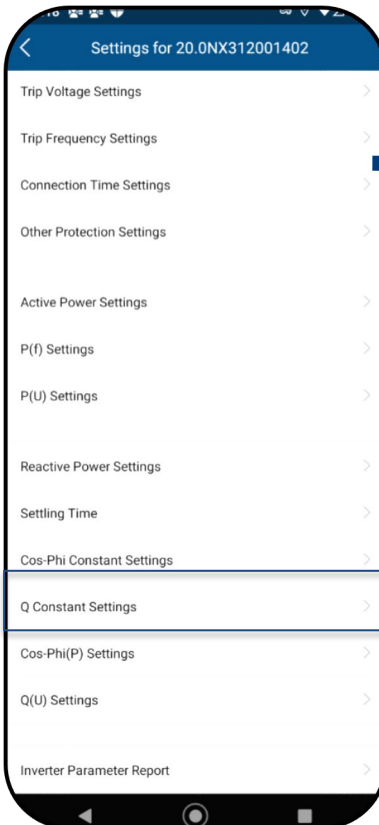 Settings for 20.0NX312001402
Trip Voltage Settings
Trip Frequency Settings
Connection Time Settings
Other Protection Settings
Active Power Settings
P(f) Settings
P(U) Settings
Reactive Power Settings
Settling Time
Cos-Phi Constant Settings
Q Constant Settings
Cos-Phi(P) Settings
Q(U) Settings
Inverter Parameter Report